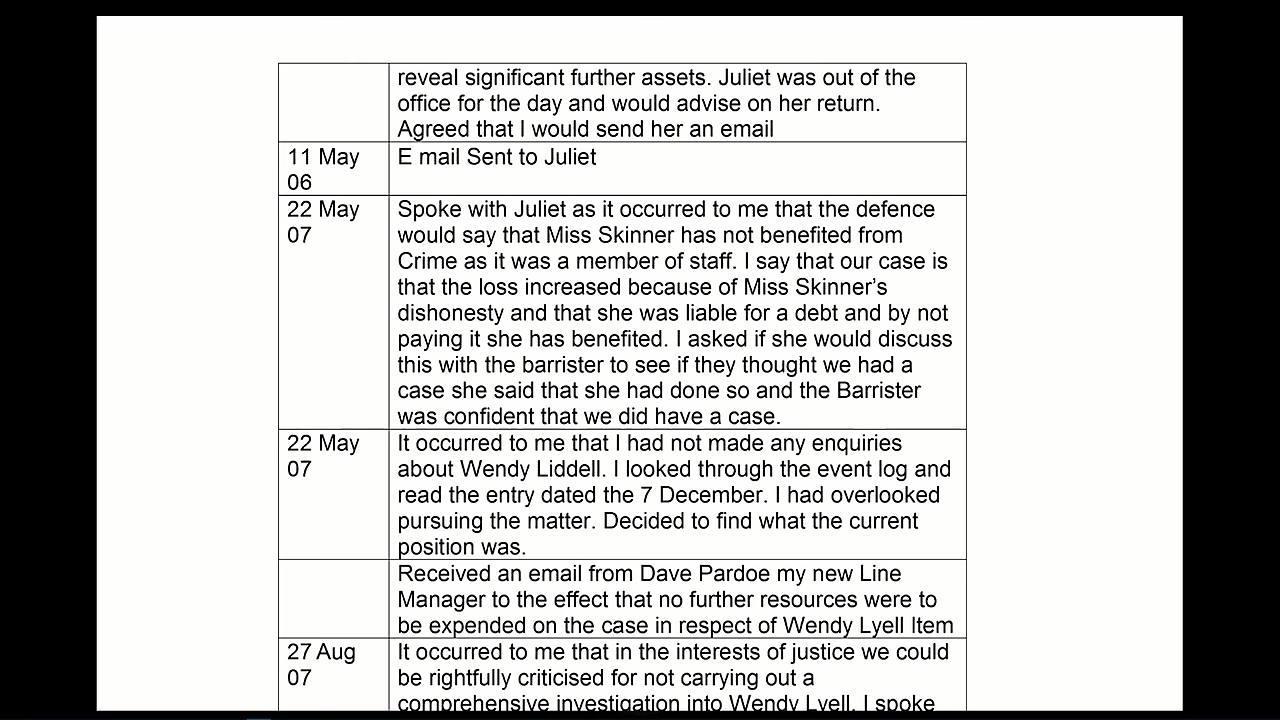 reveal significant further assets. Juliet was out of the
office for the day and would advise on her return.
Agreed that I would send her an email
11 May
06
E mail Sent to Juliet
22 May
07
Spoke with Juliet as it occurred to me that the defence
would say that Miss Skinner has not benefited from
Crime as it was a member of staff. I say that our case is
that the loss increased because of Miss Skinner’s
dishonesty and that she was liable for a debt and by not
paying it she has benefited. I asked if she would discuss
this with the barrister to see if they thought we had a
case she said that she had done so and the Barrister
was confident that we did have a case.
22 May
07
It occurred to me that I had not made any enquiries
about Wendy Liddell. I looked through the event log and
read the entry dated the 7 December. I had overlooked
pursuing the matter. Decided to find what the current
position was.
Received an email from Dave Pardoe my new Line
Manager to the effect that no further resources were to
be expended on the case in respect of Wendy Lyell Item
27 Aug
07
It occurred to me that in the interests of justice we could
be rightfully criticised for not carrying out a
comprehensive investigation into Wendy Lyell. I spoke